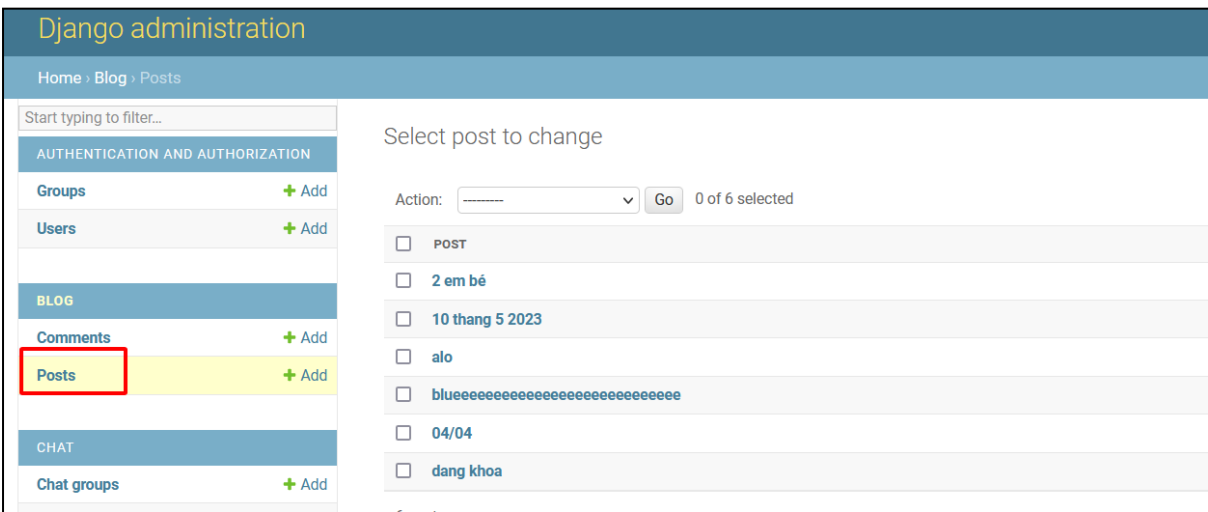 Django administration
Home › Blog › Posts
Start typing to filter...
AUTHENTICATION AND AUTHORIZATION
Groups + Add
Users + Add
BLOG
Comments + Add
Posts + Add
CHAT
Chat groups + Add
Select post to change
Action: --------- Go 0 of 6 selected
POST
2 em bé
10 thang 5 2023
alo
blueeeeeeeeeeeeeeeeeeeeeeeeeeee
04/04
dang khoa